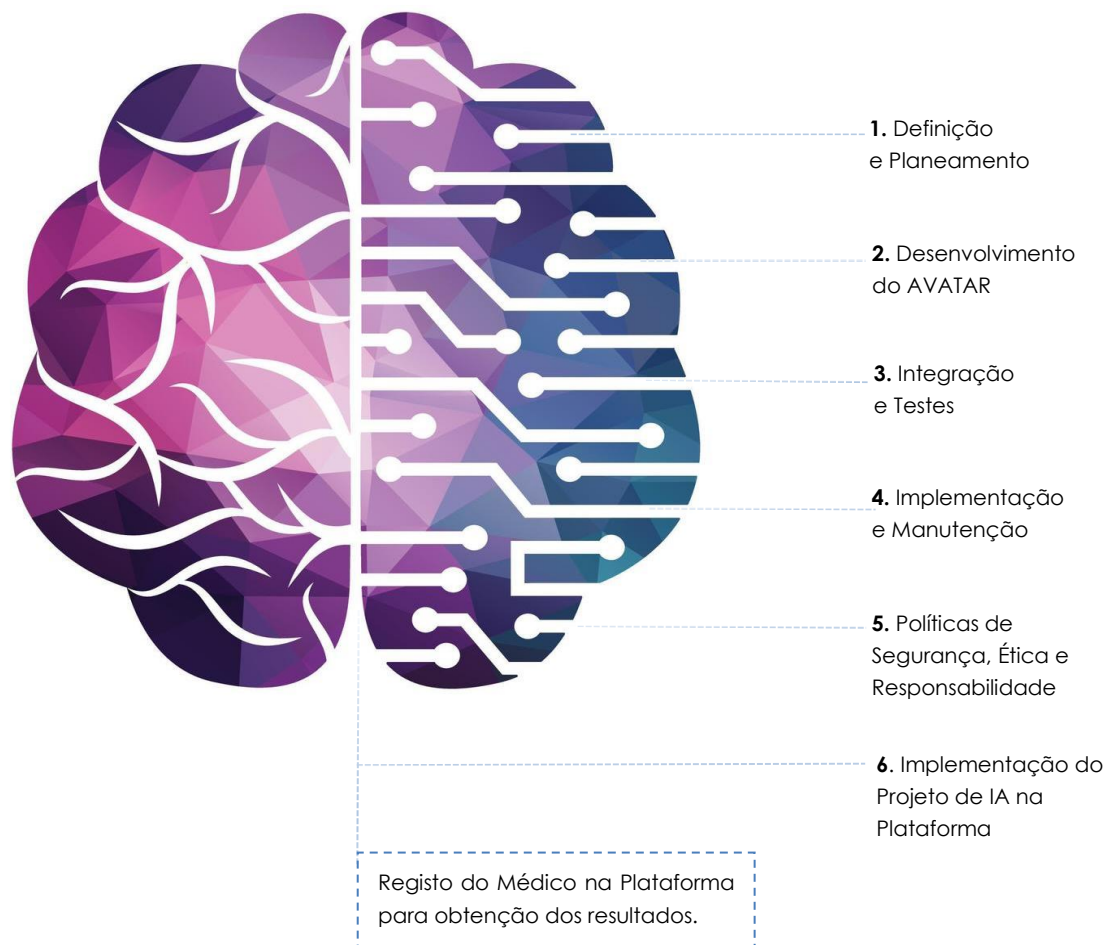 1. Definição
e Planeamento
2. Desenvolvimento
do AVATAR
3. Integração
e Testes
4. Implementação
e Manutenção
5. Políticas de
Segurança, Ética e
Responsabilidade
6. Implementação do
Projeto de IA na
Plataforma
Registo do Médico na Plataforma
para obtenção dos resultados.